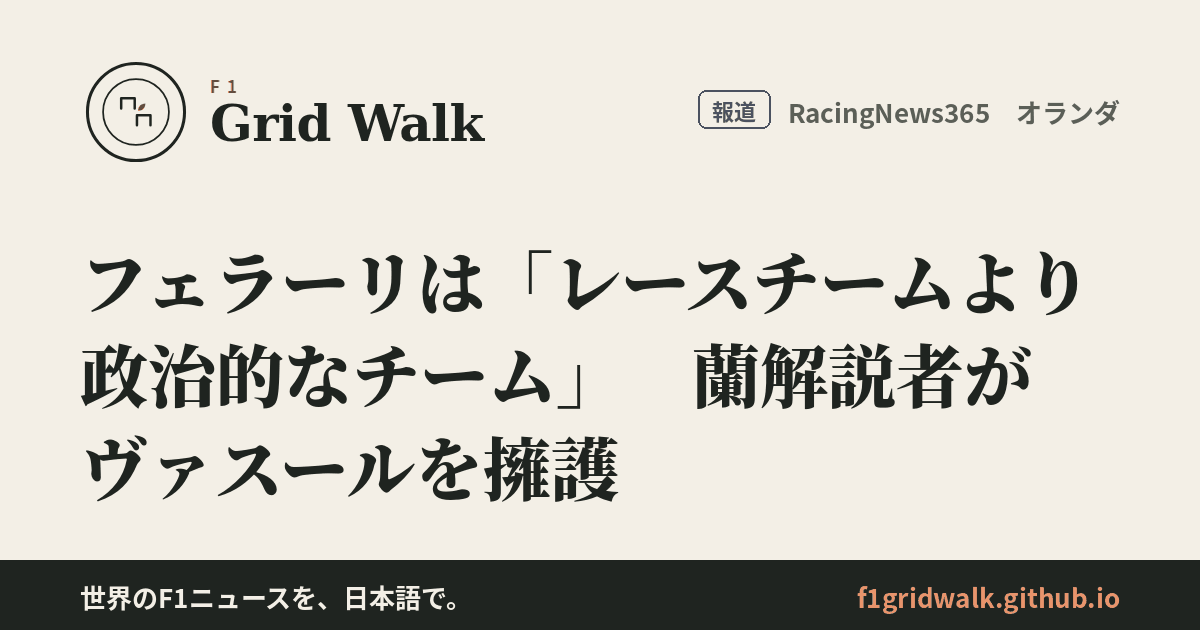 F1
Grid Walk
報道 RacingNews365 オランダ
フェラーリは「レースチームより
政治的なチーム」 蘭解説者が
ヴァスールを擁護
世界のF1ニュースを、日本語で。
f1gridwalk.github.io